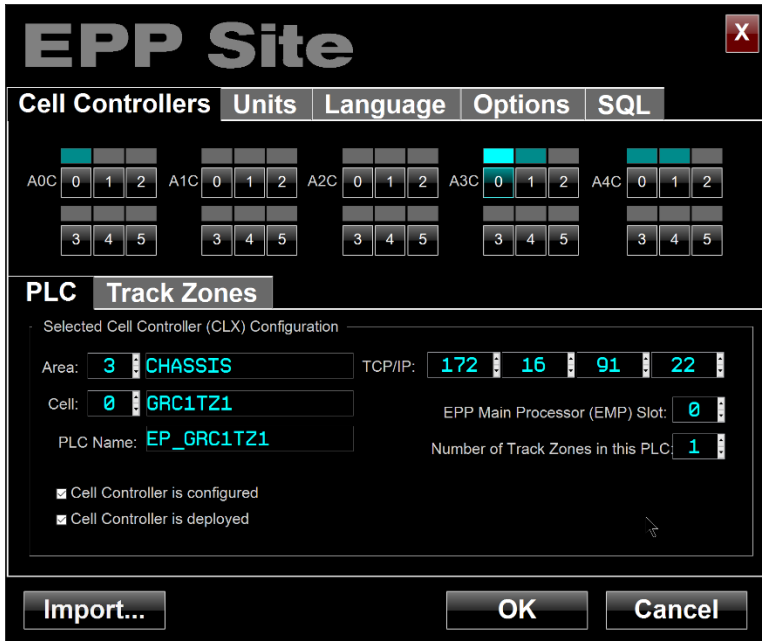 EPP Site
X
Cell Controllers Units Language Options SQL
A0C 0 1 2 A1C 0 1 2 A2C 0 1 2 A3C 0 1 2 A4C 0 1 2
3 4 5 3 4 5 3 4 5 3 4 5 3 4 5
PLC Track Zones
Selected Cell Controller (CLX) Configuration
Area: 3 CHASSIS TCP/IP: 172 16 91 22
Cell: 0 GRC1TZ1 EPP Main Processor (EMP) Slot: 0
PLC Name: EP_GRC1TZ1 Number of Track Zones in this PLC: 1
Cell Controller is configured
Cell Controller is deployed
Import... OK Cancel